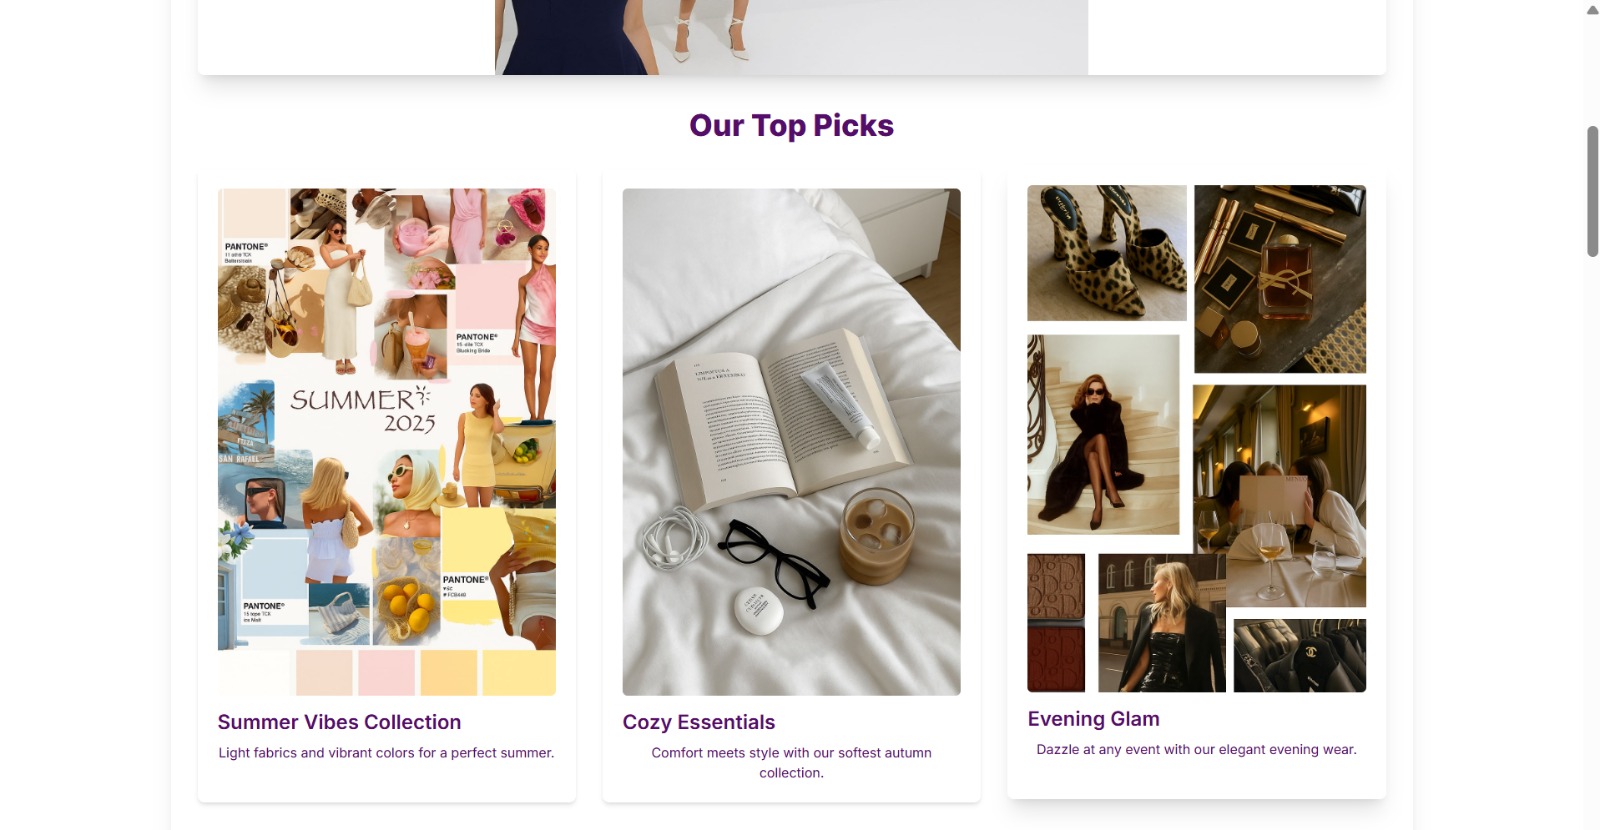 Our Top Picks
PANTONE®
PANTONE®
SUMMER
2025
SAN RAFAEL
PANTONE®
PANTONE®
Summer Vibes Collection
Light fabrics and vibrant colors for a perfect summer.
Cozy Essentials
Comfort meets style with our softest autumn
collection.
Evening Glam
Dazzle at any event with our elegant evening wear.